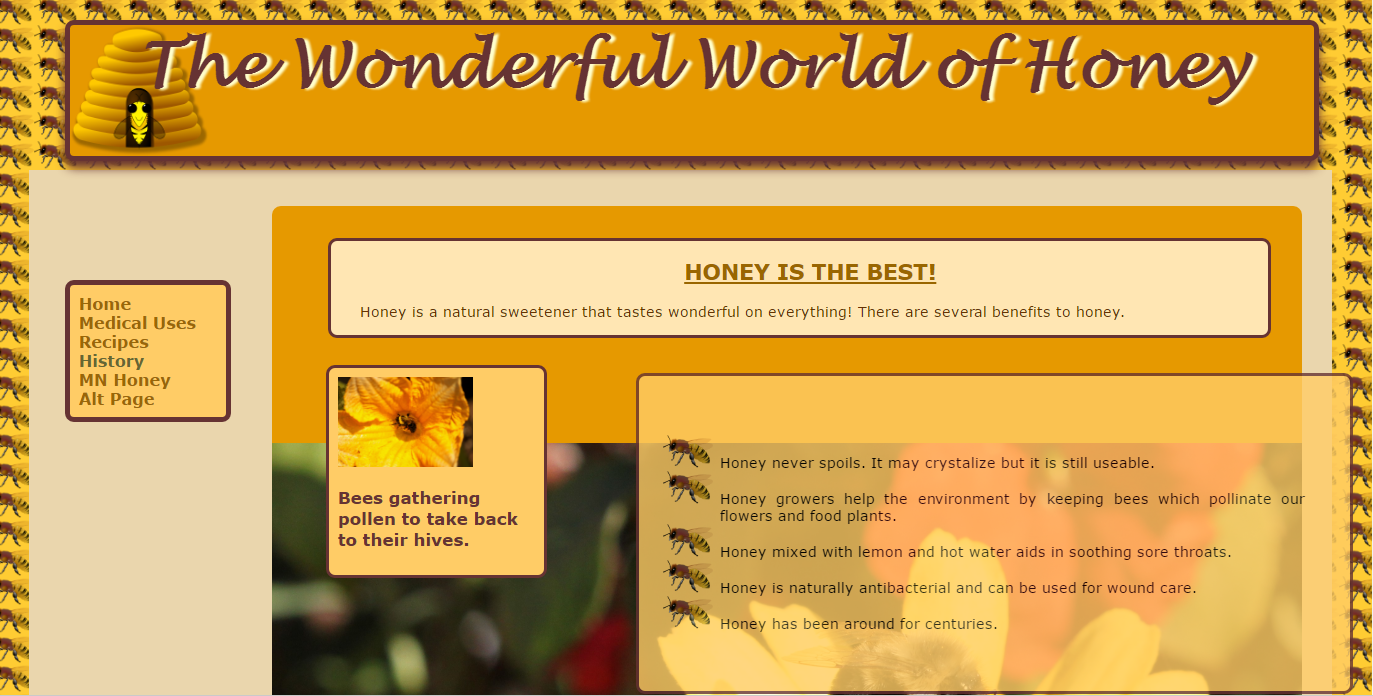 The Wonderful World of Honey
Home
Medical Uses
Recipes
History
MN Honey
Alt Page
HONEY IS THE BEST!
Honey is a natural sweetener that tastes wonderful on everything! There are several benefits to honey.
Bees gathering
pollen to take back
to their hives.
Honey never spoils. It may crystalize but it is still useable.
Honey growers help the environment by keeping bees which pollinate our
flowers and food plants.
Honey mixed with lemon and hot water aids in soothing sore throats.
Honey is naturally antibacterial and can be used for wound care.
Honey has been around for centuries.